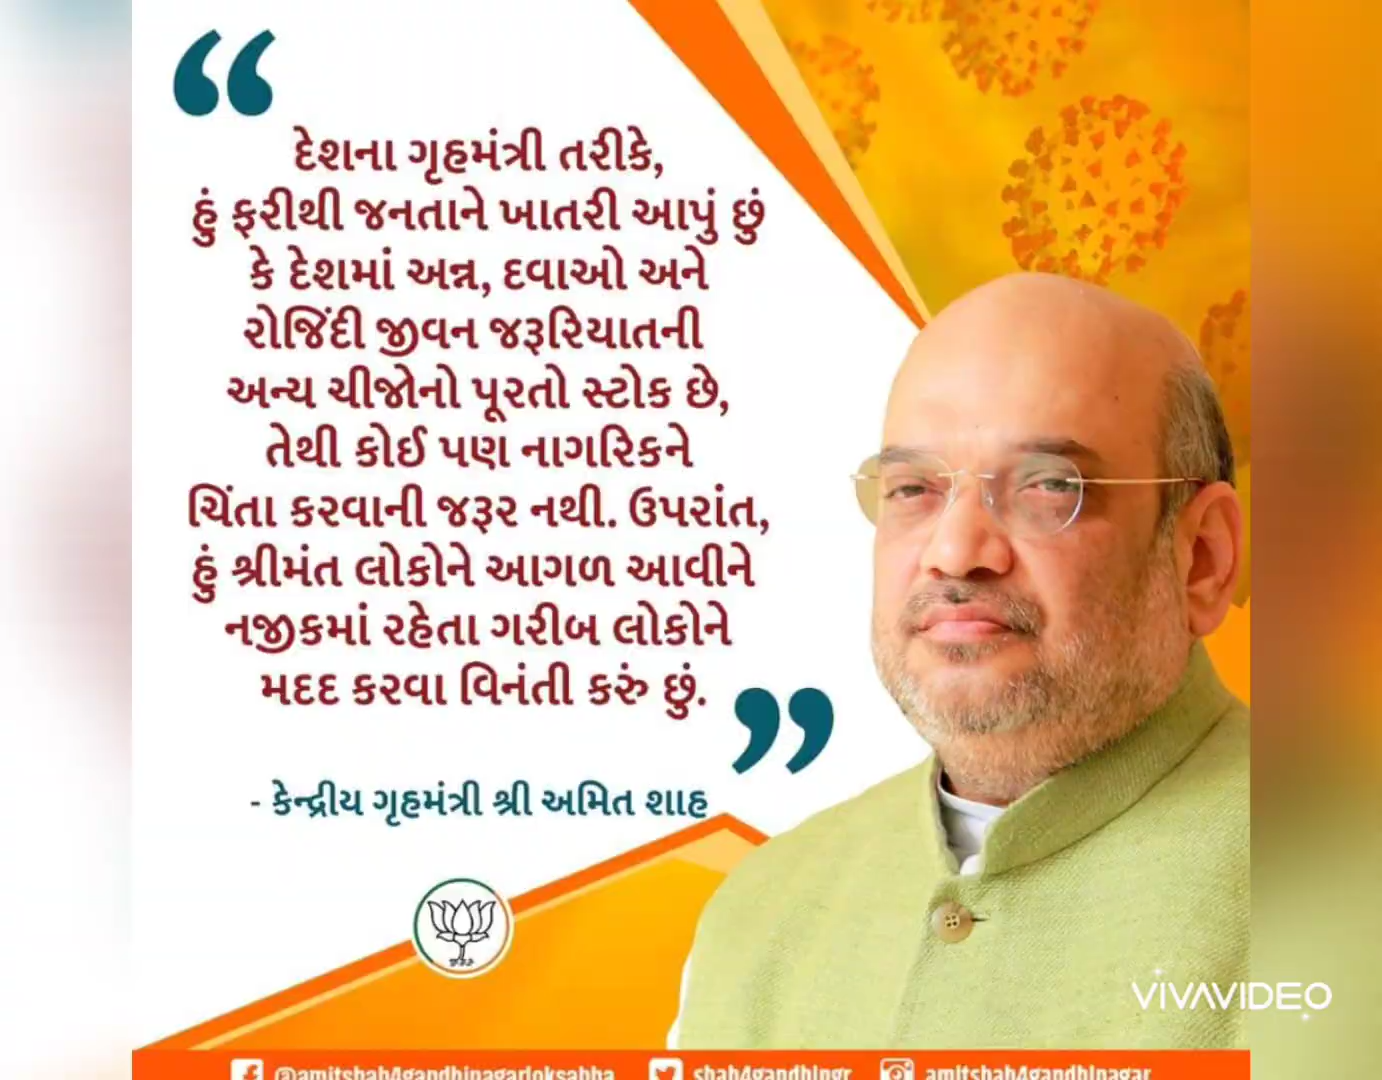 દેશના ગૃહમંત્રી તરીકે,
હું ફરીથી જનતાને ખાતરી આપું છું
કે દેશમાં અન્ન, દવાઓ અને
રોજિંદી જીવન જરૂરિયાતની
અન્ય ચીજોનો પૂરતો સ્ટોક છે,
તેથી કોઈ પણ નાગરિકને
ચિંતા કરવાની જરૂર નથી. ઉપરાંત,
હું શ્રીમંત લોકોને આગળ આવીને
નજીકમાં રહેતા ગરીબ લોકોને
મદદ કરવા વિનંતી કરું છું.
- કેન્દ્રીય ગૃહમંત્રી શ્રી અમિત શાહ
VIVAVIDEO
@amitshah4gandhinagarloksabha shah4gandhingr amitshah4gandhinagar